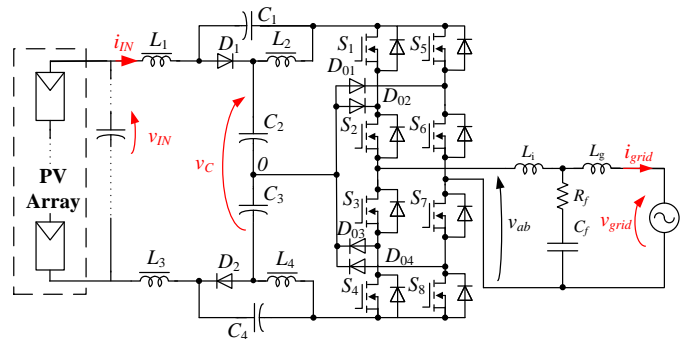 C1
iIN
L1
D1
L2
S1
S5
D01
D02
C2
vIN
S2
S6
vC
0
Li
Lg
igrid
PV
Array
C3
Rf
S3
S7
vab
vgrid
Cf
D03
L3
D2
L4
D04
S4
S8
C4